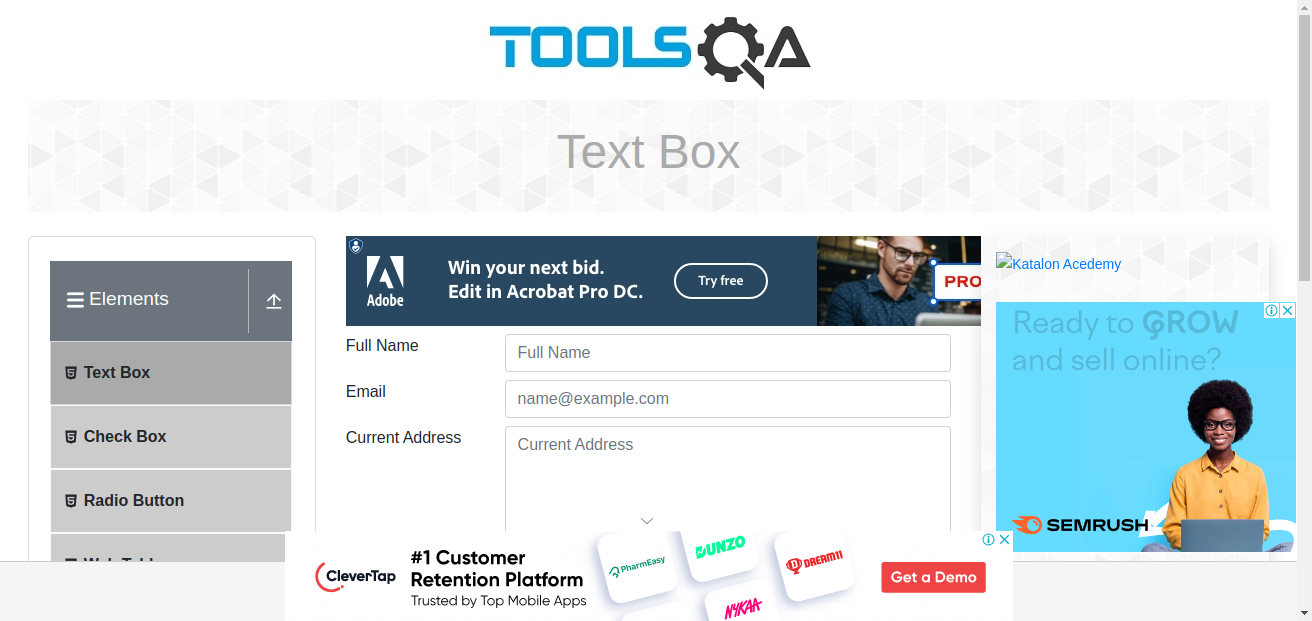 TOOLSQA
Text Box
Elements
Text Box
Check Box
Radio Button
Adobe
Win your next bid.
Edit in Acrobat Pro DC.
Try free
PRO
Full Name
Full Name
Email
name@example.com
Current Address
Current Address
Katalon Acedemy
Ready to GROW
and sell online?
SEMRUSH
CleverTap
#1 Customer
Retention Platform
Trusted by Top Mobile Apps
PharmEasy
DUNZO
DREAM11
NYKAA
Get a Demo